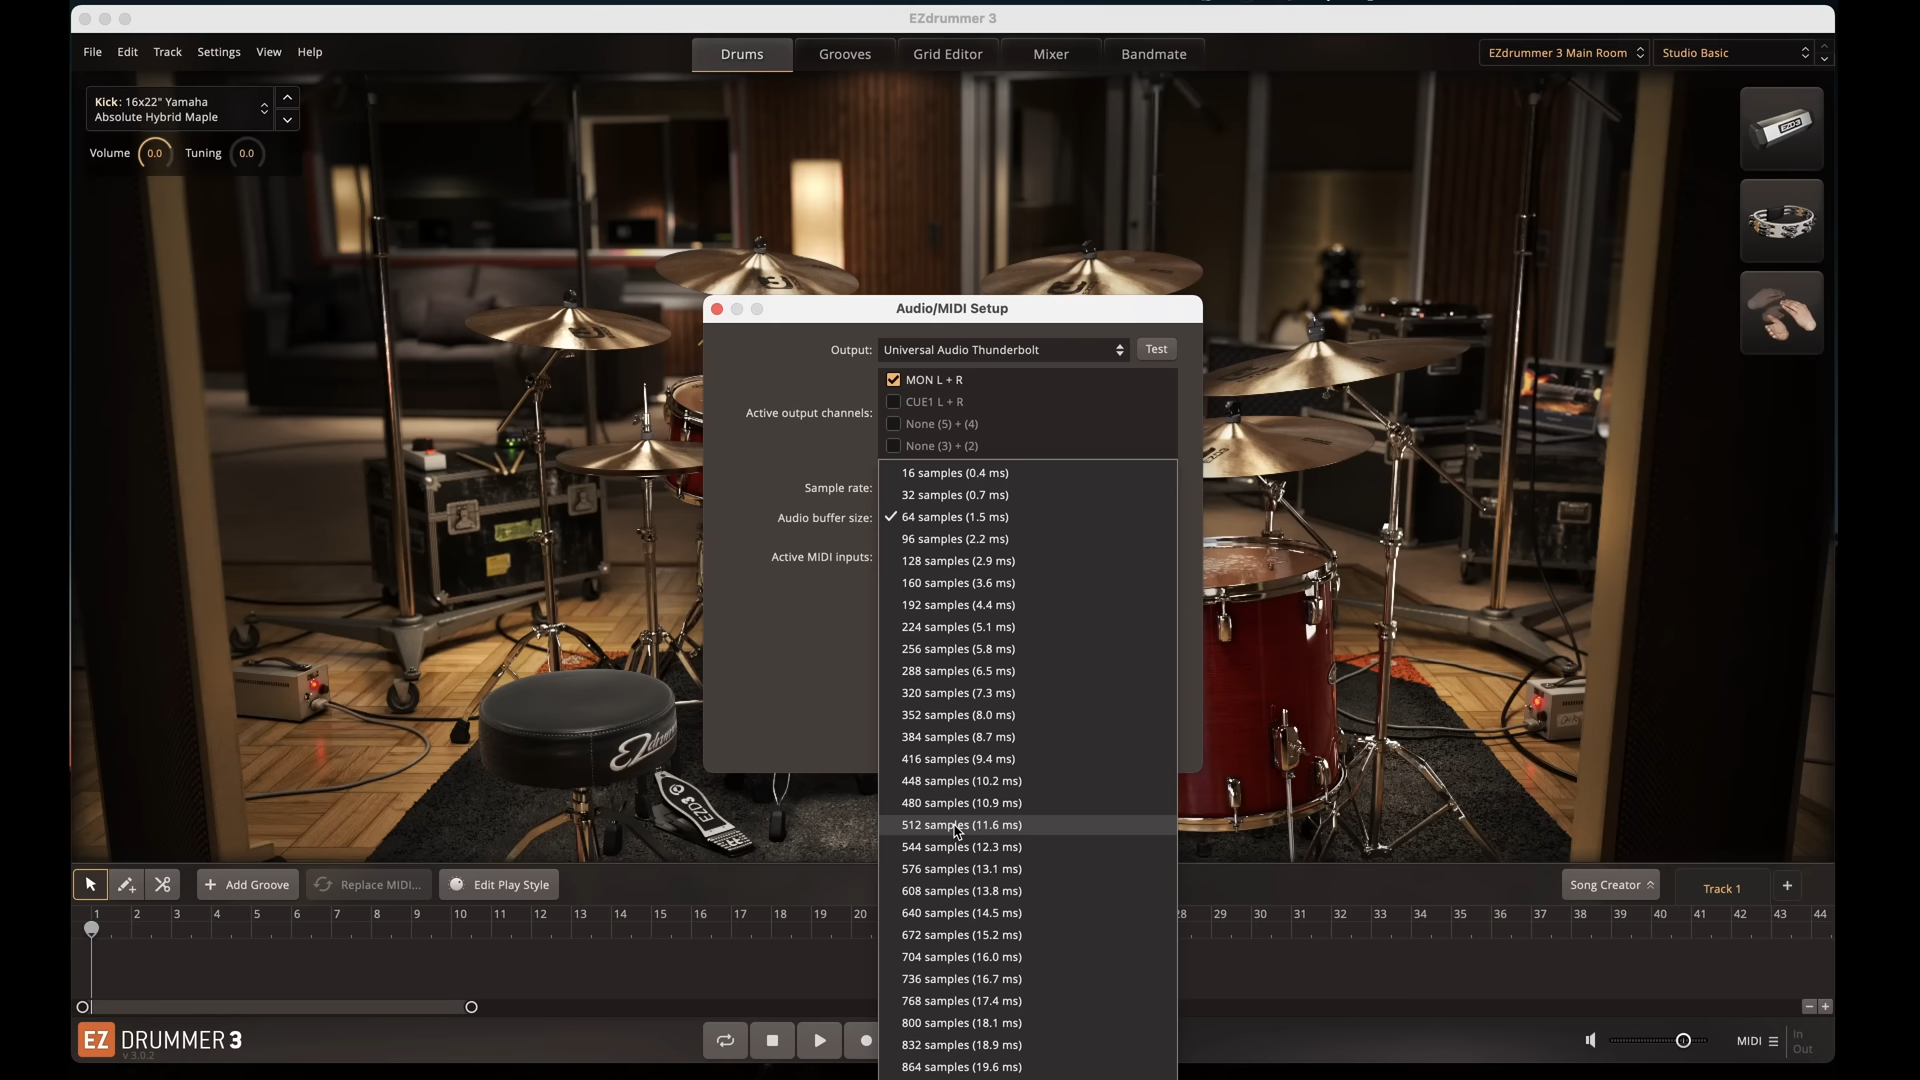 EZdrummer 3
File Edit Track Settings View Help
Drums Grooves Grid Editor Mixer Bandmate
EZdrummer 3 Main Room Studio Basic
Kick: 16x22" Yamaha
Absolute Hybrid Maple
Volume 0.0 Tuning 0.0
EZD3
Audio/MIDI Setup
Output: Universal Audio Thunderbolt Test
Active output channels:
MON L + R
CUE1 L + R
None (5) + (4)
None (3) + (2)
Sample rate:
Audio buffer size:
Active MIDI inputs:
16 samples (0.4 ms)
32 samples (0.7 ms)
64 samples (1.5 ms)
96 samples (2.2 ms)
128 samples (2.9 ms)
160 samples (3.6 ms)
192 samples (4.4 ms)
224 samples (5.1 ms)
256 samples (5.8 ms)
288 samples (6.5 ms)
320 samples (7.3 ms)
352 samples (8.0 ms)
384 samples (8.7 ms)
416 samples (9.4 ms)
448 samples (10.2 ms)
480 samples (10.9 ms)
512 samples (11.6 ms)
544 samples (12.3 ms)
576 samples (13.1 ms)
608 samples (13.8 ms)
640 samples (14.5 ms)
672 samples (15.2 ms)
704 samples (16.0 ms)
736 samples (16.7 ms)
768 samples (17.4 ms)
800 samples (18.1 ms)
832 samples (18.9 ms)
864 samples (19.6 ms)
EZdrummer
EZD3
Add Groove Replace MIDI... Edit Play Style
Song Creator Track 1 +
1 2 3 4 5 6 7 8 9 10 11 12 13 14 15 16 17 18 19 20 28 29 30 31 32 33 34 35 36 37 38 39 40 41 42 43 44
EZ DRUMMER 3
v 3.0.2
MIDI
In
Out